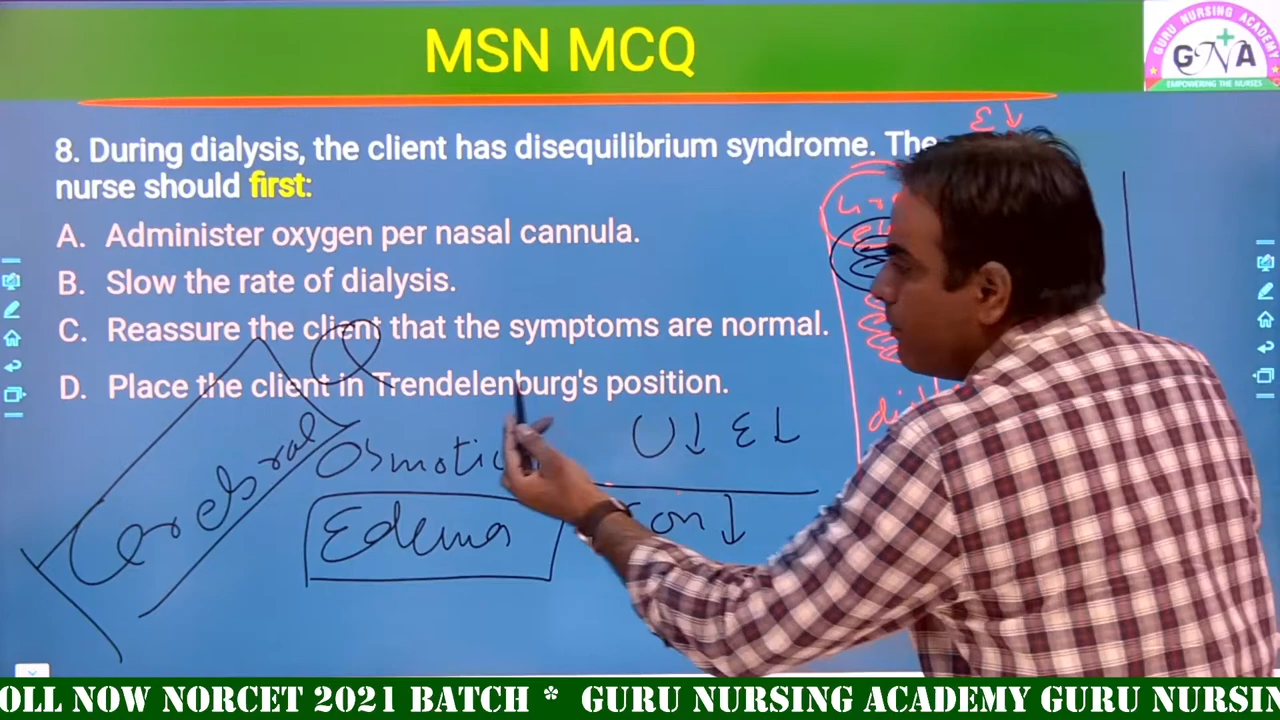 MSN MCQ
GURU NURSING ACADEMY
GNA
EMPOWERING THE NURSES
8. During dialysis, the client has disequilibrium syndrome. The
nurse should first:
A. Administer oxygen per nasal cannula.
B. Slow the rate of dialysis.
C. Reassure the client that the symptoms are normal.
D. Place the client in Trendelenburg's position.
ε↓
U↓ ε↓
Cerebral
Osmotic
Edema
on↓
OLL NOW NORCET 2021 BATCH * GURU NURSING ACADEMY GURU NURSIN